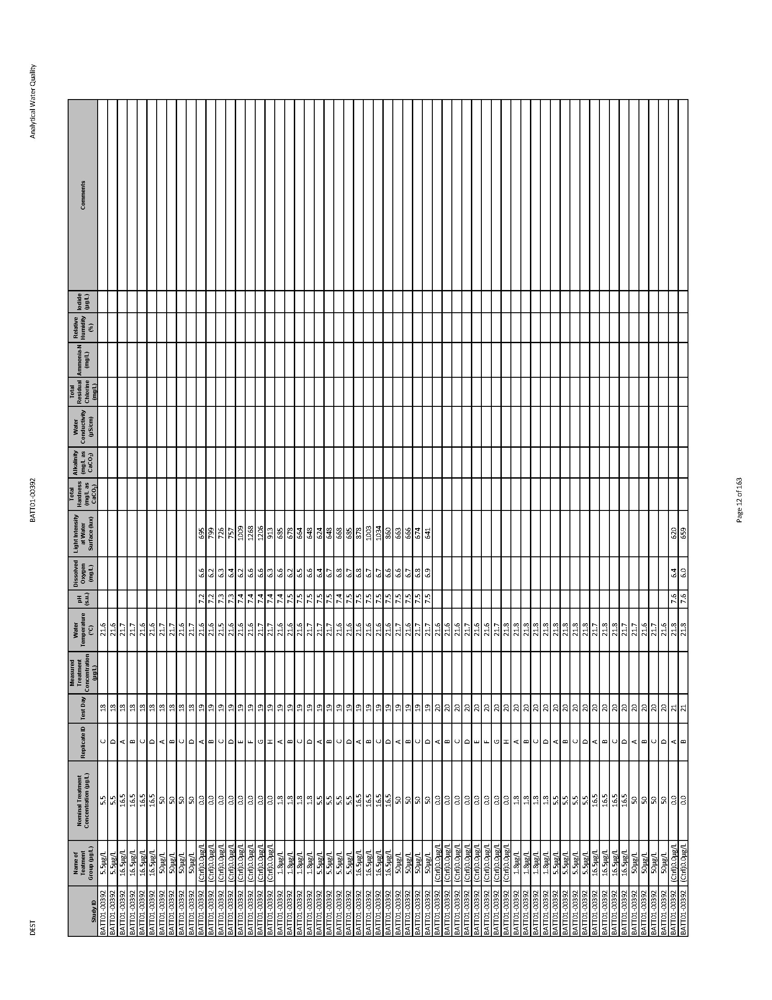 DEST BATT01-00392 Analytical Water Quality
Study ID Name of Teatment Group (µg/L) Nominal Treatment Concentration (µg/L) Replicate ID Test Day Measured Treatment Concentration (µg/L) Water Temperature (°C) pH (s.u.) Dissolved Oxygen (mg/L) Light Intensity at Water Surface (lux) Total Hardness (mg/L as CaCO₃) Alkalinity (mg/L as CaCO₃) Water Conductivity (µS/cm) Total Residual Chlorine (mg/L) Ammonia-N (mg/L) Relative Humidity (%) Iodide (µg/L) Comments
BATT01-00392 5.5µg/L 5.5 C 18 21.6
BATT01-00392 5.5µg/L 5.5 D 18 21.6
BATT01-00392 16.5µg/L 16.5 A 18 21.7
BATT01-00392 16.5µg/L 16.5 B 18 21.7
BATT01-00392 16.5µg/L 16.5 C 18 21.6
BATT01-00392 16.5µg/L 16.5 D 18 21.6
BATT01-00392 50µg/L 50 A 18 21.7
BATT01-00392 50µg/L 50 B 18 21.7
BATT01-00392 50µg/L 50 C 18 21.6
BATT01-00392 50µg/L 50 D 18 21.7
BATT01-00392 (Ctrl)0.0µg/L 0.0 A 19 21.6 7.2 6.6 695
BATT01-00392 (Ctrl)0.0µg/L 0.0 B 19 21.6 7.2 6.2 799
BATT01-00392 (Ctrl)0.0µg/L 0.0 C 19 21.5 7.3 6.3 726
BATT01-00392 (Ctrl)0.0µg/L 0.0 D 19 21.6 7.3 6.4 757
BATT01-00392 (Ctrl)0.0µg/L 0.0 E 19 21.6 7.4 6.2 1009
BATT01-00392 (Ctrl)0.0µg/L 0.0 F 19 21.6 7.4 6.6 1268
BATT01-00392 (Ctrl)0.0µg/L 0.0 G 19 21.7 7.4 6.6 1206
BATT01-00392 (Ctrl)0.0µg/L 0.0 H 19 21.7 7.4 6.3 913
BATT01-00392 1.8µg/L 1.8 A 19 21.6 7.4 6.6 685
BATT01-00392 1.8µg/L 1.8 B 19 21.6 7.5 6.2 678
BATT01-00392 1.8µg/L 1.8 C 19 21.6 7.5 6.5 664
BATT01-00392 1.8µg/L 1.8 D 19 21.7 7.5 6.6 648
BATT01-00392 5.5µg/L 5.5 A 19 21.7 7.5 6.4 624
BATT01-00392 5.5µg/L 5.5 B 19 21.7 7.5 6.7 648
BATT01-00392 5.5µg/L 5.5 C 19 21.6 7.4 6.8 668
BATT01-00392 5.5µg/L 5.5 D 19 21.6 7.5 6.7 685
BATT01-00392 16.5µg/L 16.5 A 19 21.6 7.5 6.8 878
BATT01-00392 16.5µg/L 16.5 B 19 21.6 7.5 6.7 1003
BATT01-00392 16.5µg/L 16.5 C 19 21.6 7.5 6.7 1034
BATT01-00392 16.5µg/L 16.5 D 19 21.6 7.5 6.6 860
BATT01-00392 50µg/L 50 A 19 21.7 7.5 6.6 663
BATT01-00392 50µg/L 50 B 19 21.6 7.5 6.7 666
BATT01-00392 50µg/L 50 C 19 21.7 7.5 6.8 674
BATT01-00392 50µg/L 50 D 19 21.7 7.5 6.9 641
BATT01-00392 (Ctrl)0.0µg/L 0.0 A 20 21.6
BATT01-00392 (Ctrl)0.0µg/L 0.0 B 20 21.6
BATT01-00392 (Ctrl)0.0µg/L 0.0 C 20 21.6
BATT01-00392 (Ctrl)0.0µg/L 0.0 D 20 21.7
BATT01-00392 (Ctrl)0.0µg/L 0.0 E 20 21.6
BATT01-00392 (Ctrl)0.0µg/L 0.0 F 20 21.6
BATT01-00392 (Ctrl)0.0µg/L 0.0 G 20 21.7
BATT01-00392 (Ctrl)0.0µg/L 0.0 H 20 21.8
BATT01-00392 1.8µg/L 1.8 A 20 21.8
BATT01-00392 1.8µg/L 1.8 B 20 21.8
BATT01-00392 1.8µg/L 1.8 C 20 21.8
BATT01-00392 1.8µg/L 1.8 D 20 21.8
BATT01-00392 5.5µg/L 5.5 A 20 21.8
BATT01-00392 5.5µg/L 5.5 B 20 21.8
BATT01-00392 5.5µg/L 5.5 C 20 21.8
BATT01-00392 5.5µg/L 5.5 D 20 21.8
BATT01-00392 16.5µg/L 16.5 A 20 21.7
BATT01-00392 16.5µg/L 16.5 B 20 21.8
BATT01-00392 16.5µg/L 16.5 C 20 21.8
BATT01-00392 16.5µg/L 16.5 D 20 21.7
BATT01-00392 50µg/L 50 A 20 21.7
BATT01-00392 50µg/L 50 B 20 21.6
BATT01-00392 50µg/L 50 C 20 21.7
BATT01-00392 50µg/L 50 D 20 21.6
BATT01-00392 (Ctrl)0.0µg/L 0.0 A 21 21.8 7.6 6.4 620
BATT01-00392 (Ctrl)0.0µg/L 0.0 B 21 21.8 7.6 6.0 659
Page 12 of 163